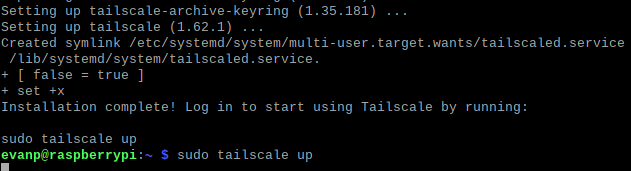 Setting up tailscale-archive-keyring (1.35.181) ...
Setting up tailscale (1.62.1) ...
Created symlink /etc/systemd/system/multi-user.target.wants/tailscaled.service
/lib/systemd/system/tailscaled.service.
+ [ false = true ]
+ set +x
Installation complete! Log in to start using Tailscale by running:
sudo tailscale up
evanp@raspberrypi:~ $ sudo tailscale up